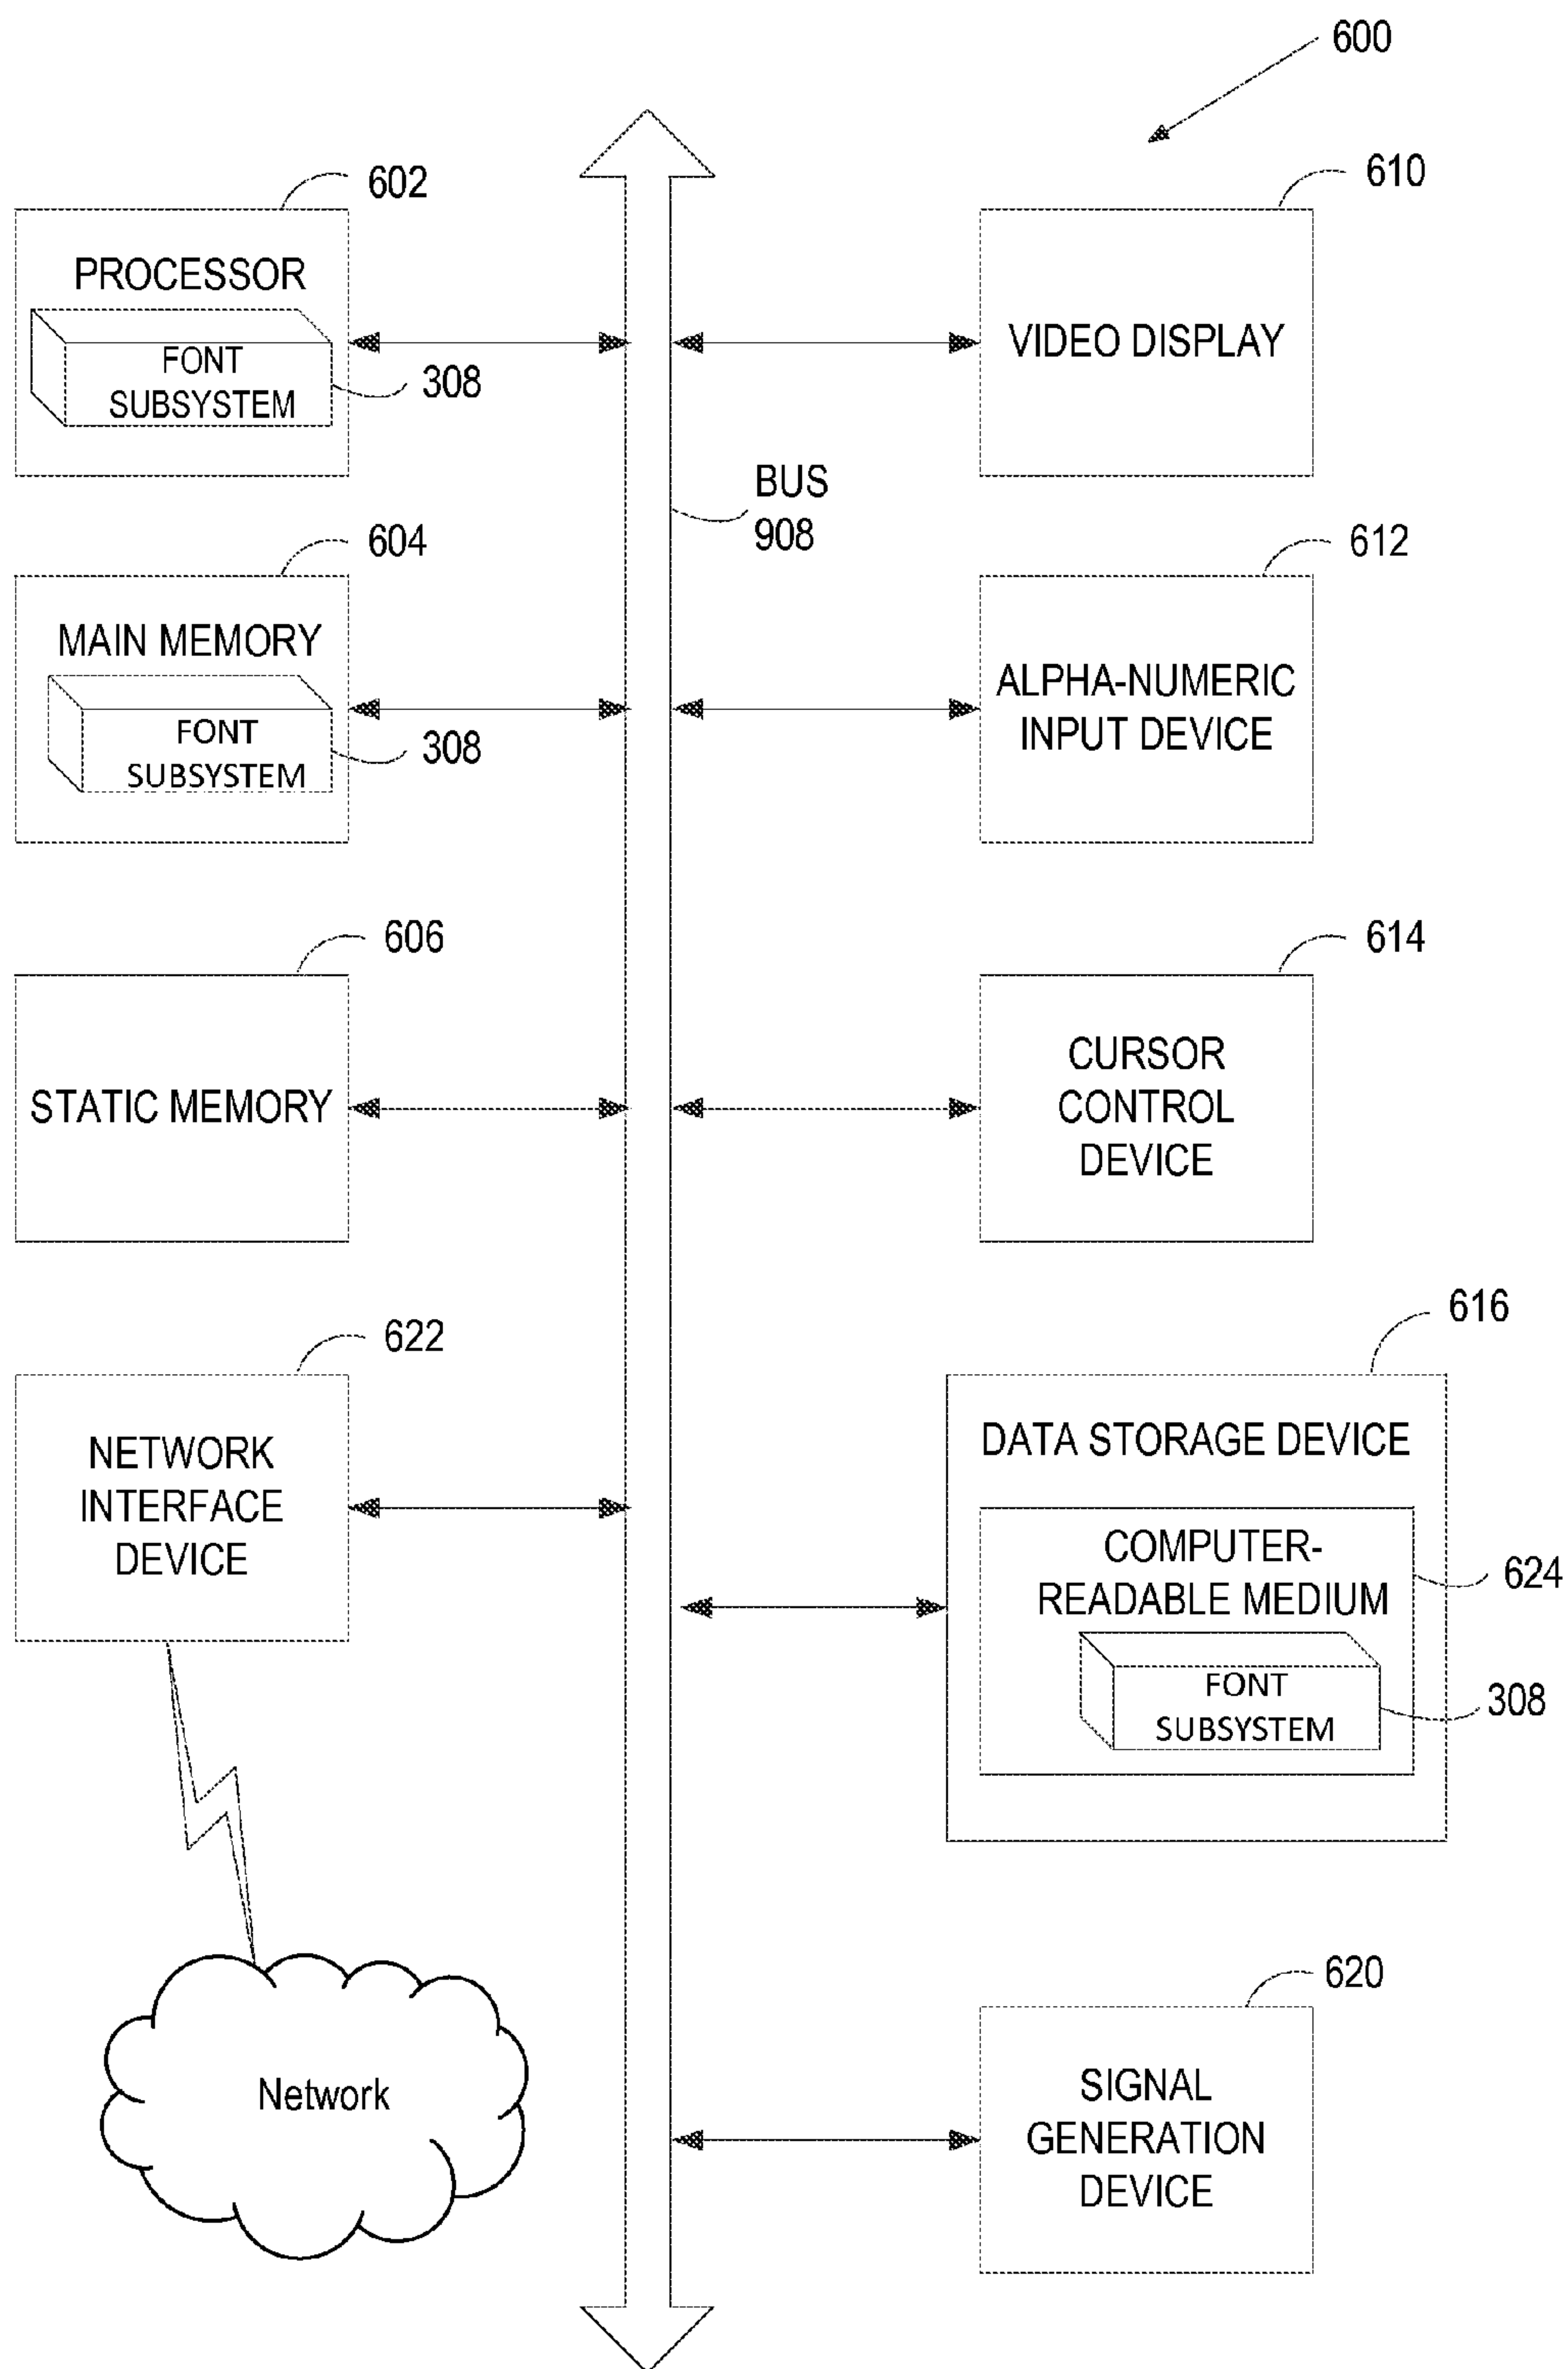 600
602
610
PROCESSOR
FONT
SUBSYSTEM
308
VIDEO DISPLAY
BUS
908
604
612
MAIN MEMORY
FONT
SUBSYSTEM
308
ALPHA-NUMERIC
INPUT DEVICE
606
614
STATIC MEMORY
CURSOR
CONTROL
DEVICE
622
616
NETWORK
INTERFACE
DEVICE
DATA STORAGE DEVICE
COMPUTER-
READABLE MEDIUM
624
FONT
SUBSYSTEM
308
Network
620
SIGNAL
GENERATION
DEVICE